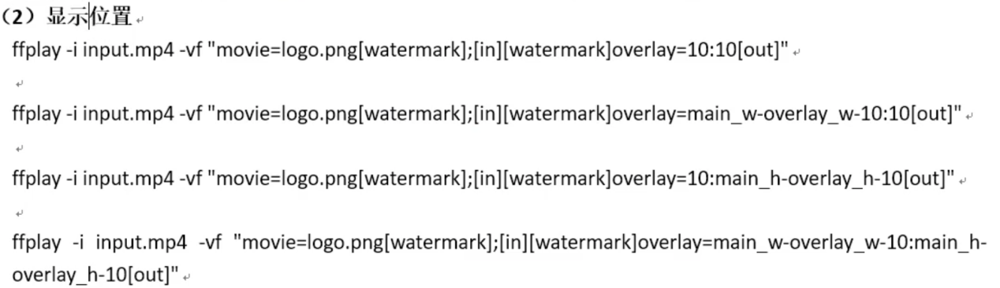 （2）显示位置
ffplay -i input.mp4 -vf "movie=logo.png[watermark];[in][watermark]overlay=10:10[out]"
ffplay -i input.mp4 -vf "movie=logo.png[watermark];[in][watermark]overlay=main_w-overlay_w-10:10[out]"
ffplay -i input.mp4 -vf "movie=logo.png[watermark];[in][watermark]overlay=10:main_h-overlay_h-10[out]"
ffplay -i input.mp4 -vf "movie=logo.png[watermark];[in][watermark]overlay=main_w-overlay_w-10:main_h-
overlay_h-10[out]"